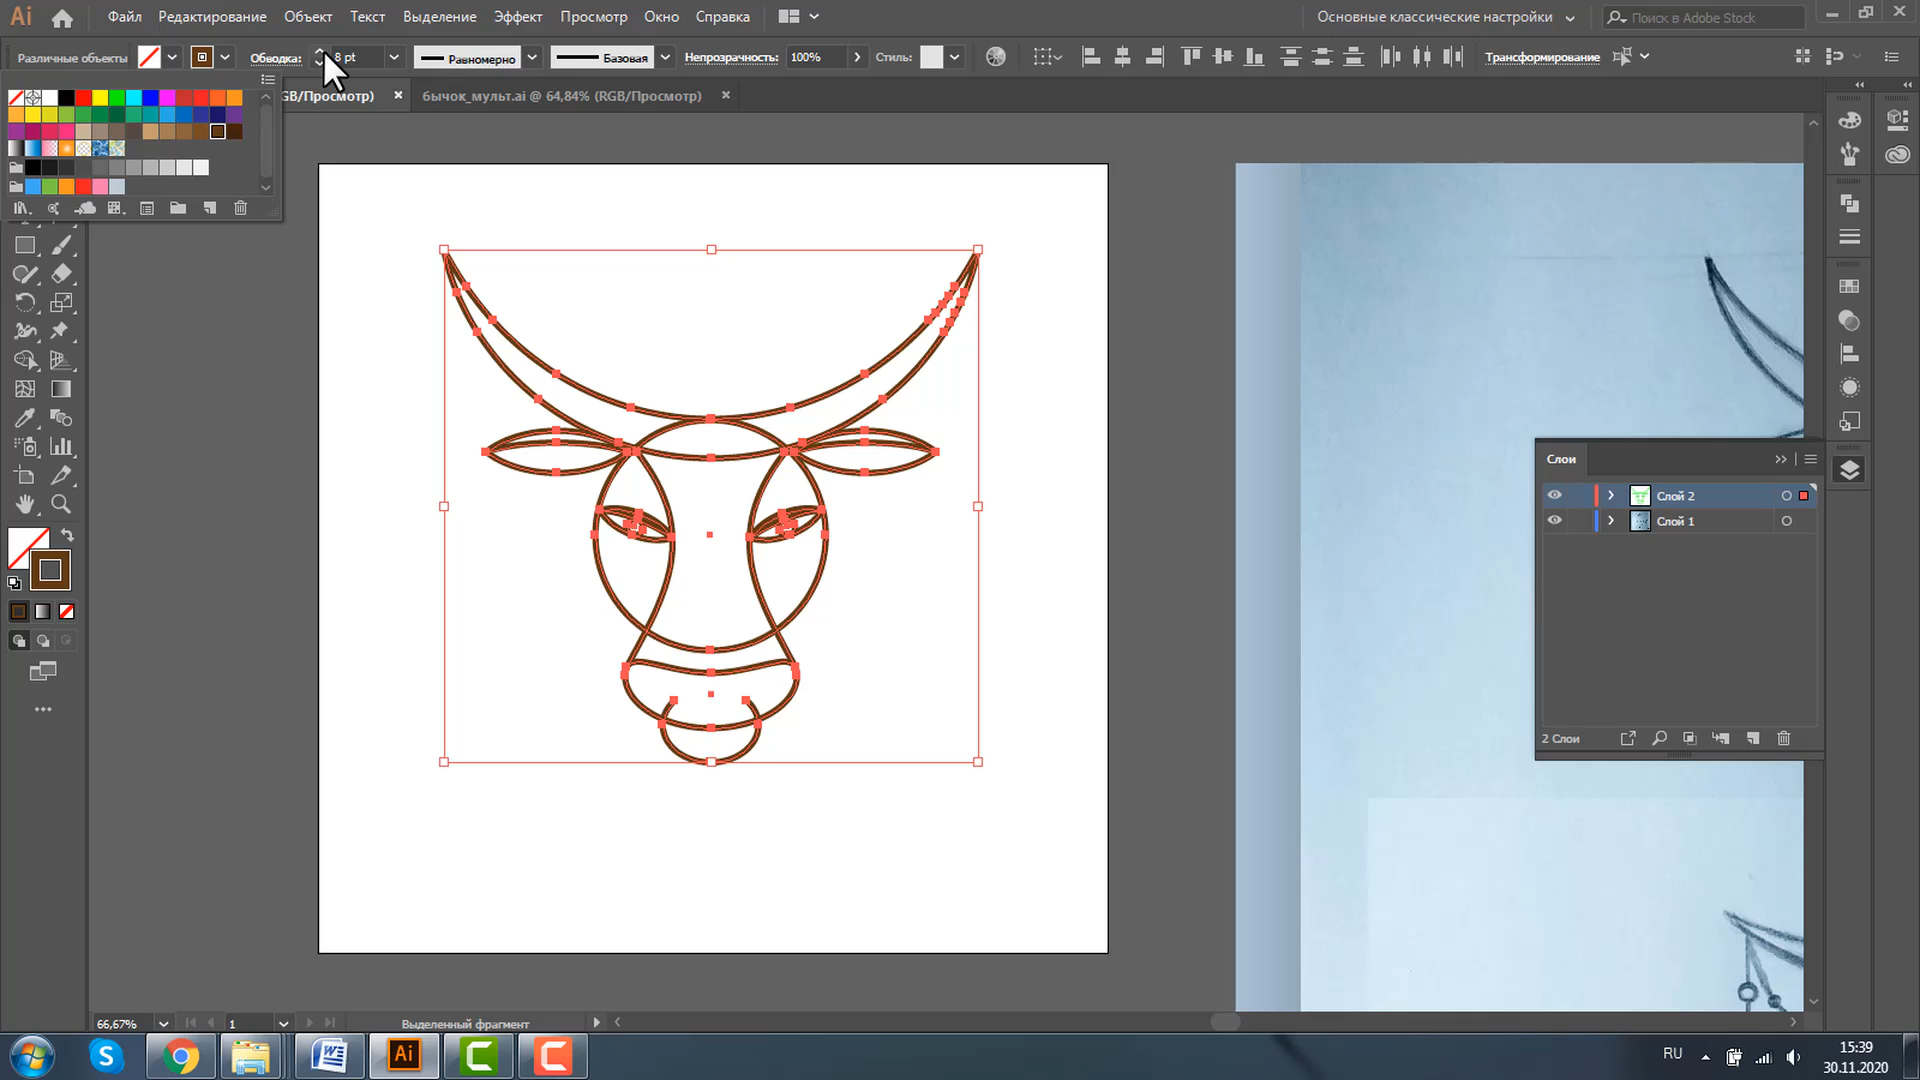 Ai Файл Редактирование Объект Текст Выделение Эффект Просмотр Окно Справка Основные классические настройки Поиск в Adobe Stock
Различные объекты Обводка: 8 pt Равномерно Базовая Непрозрачность: 100% Стиль: Трансформирование
GB/Просмотр) × бычок_мульт.ai @ 64,84% (RGB/Просмотр) ×
Слои
Слой 2
Слой 1
2 Слои
66,67% 1 Выделенный фрагмент
Ai RU 15:39
30.11.2020